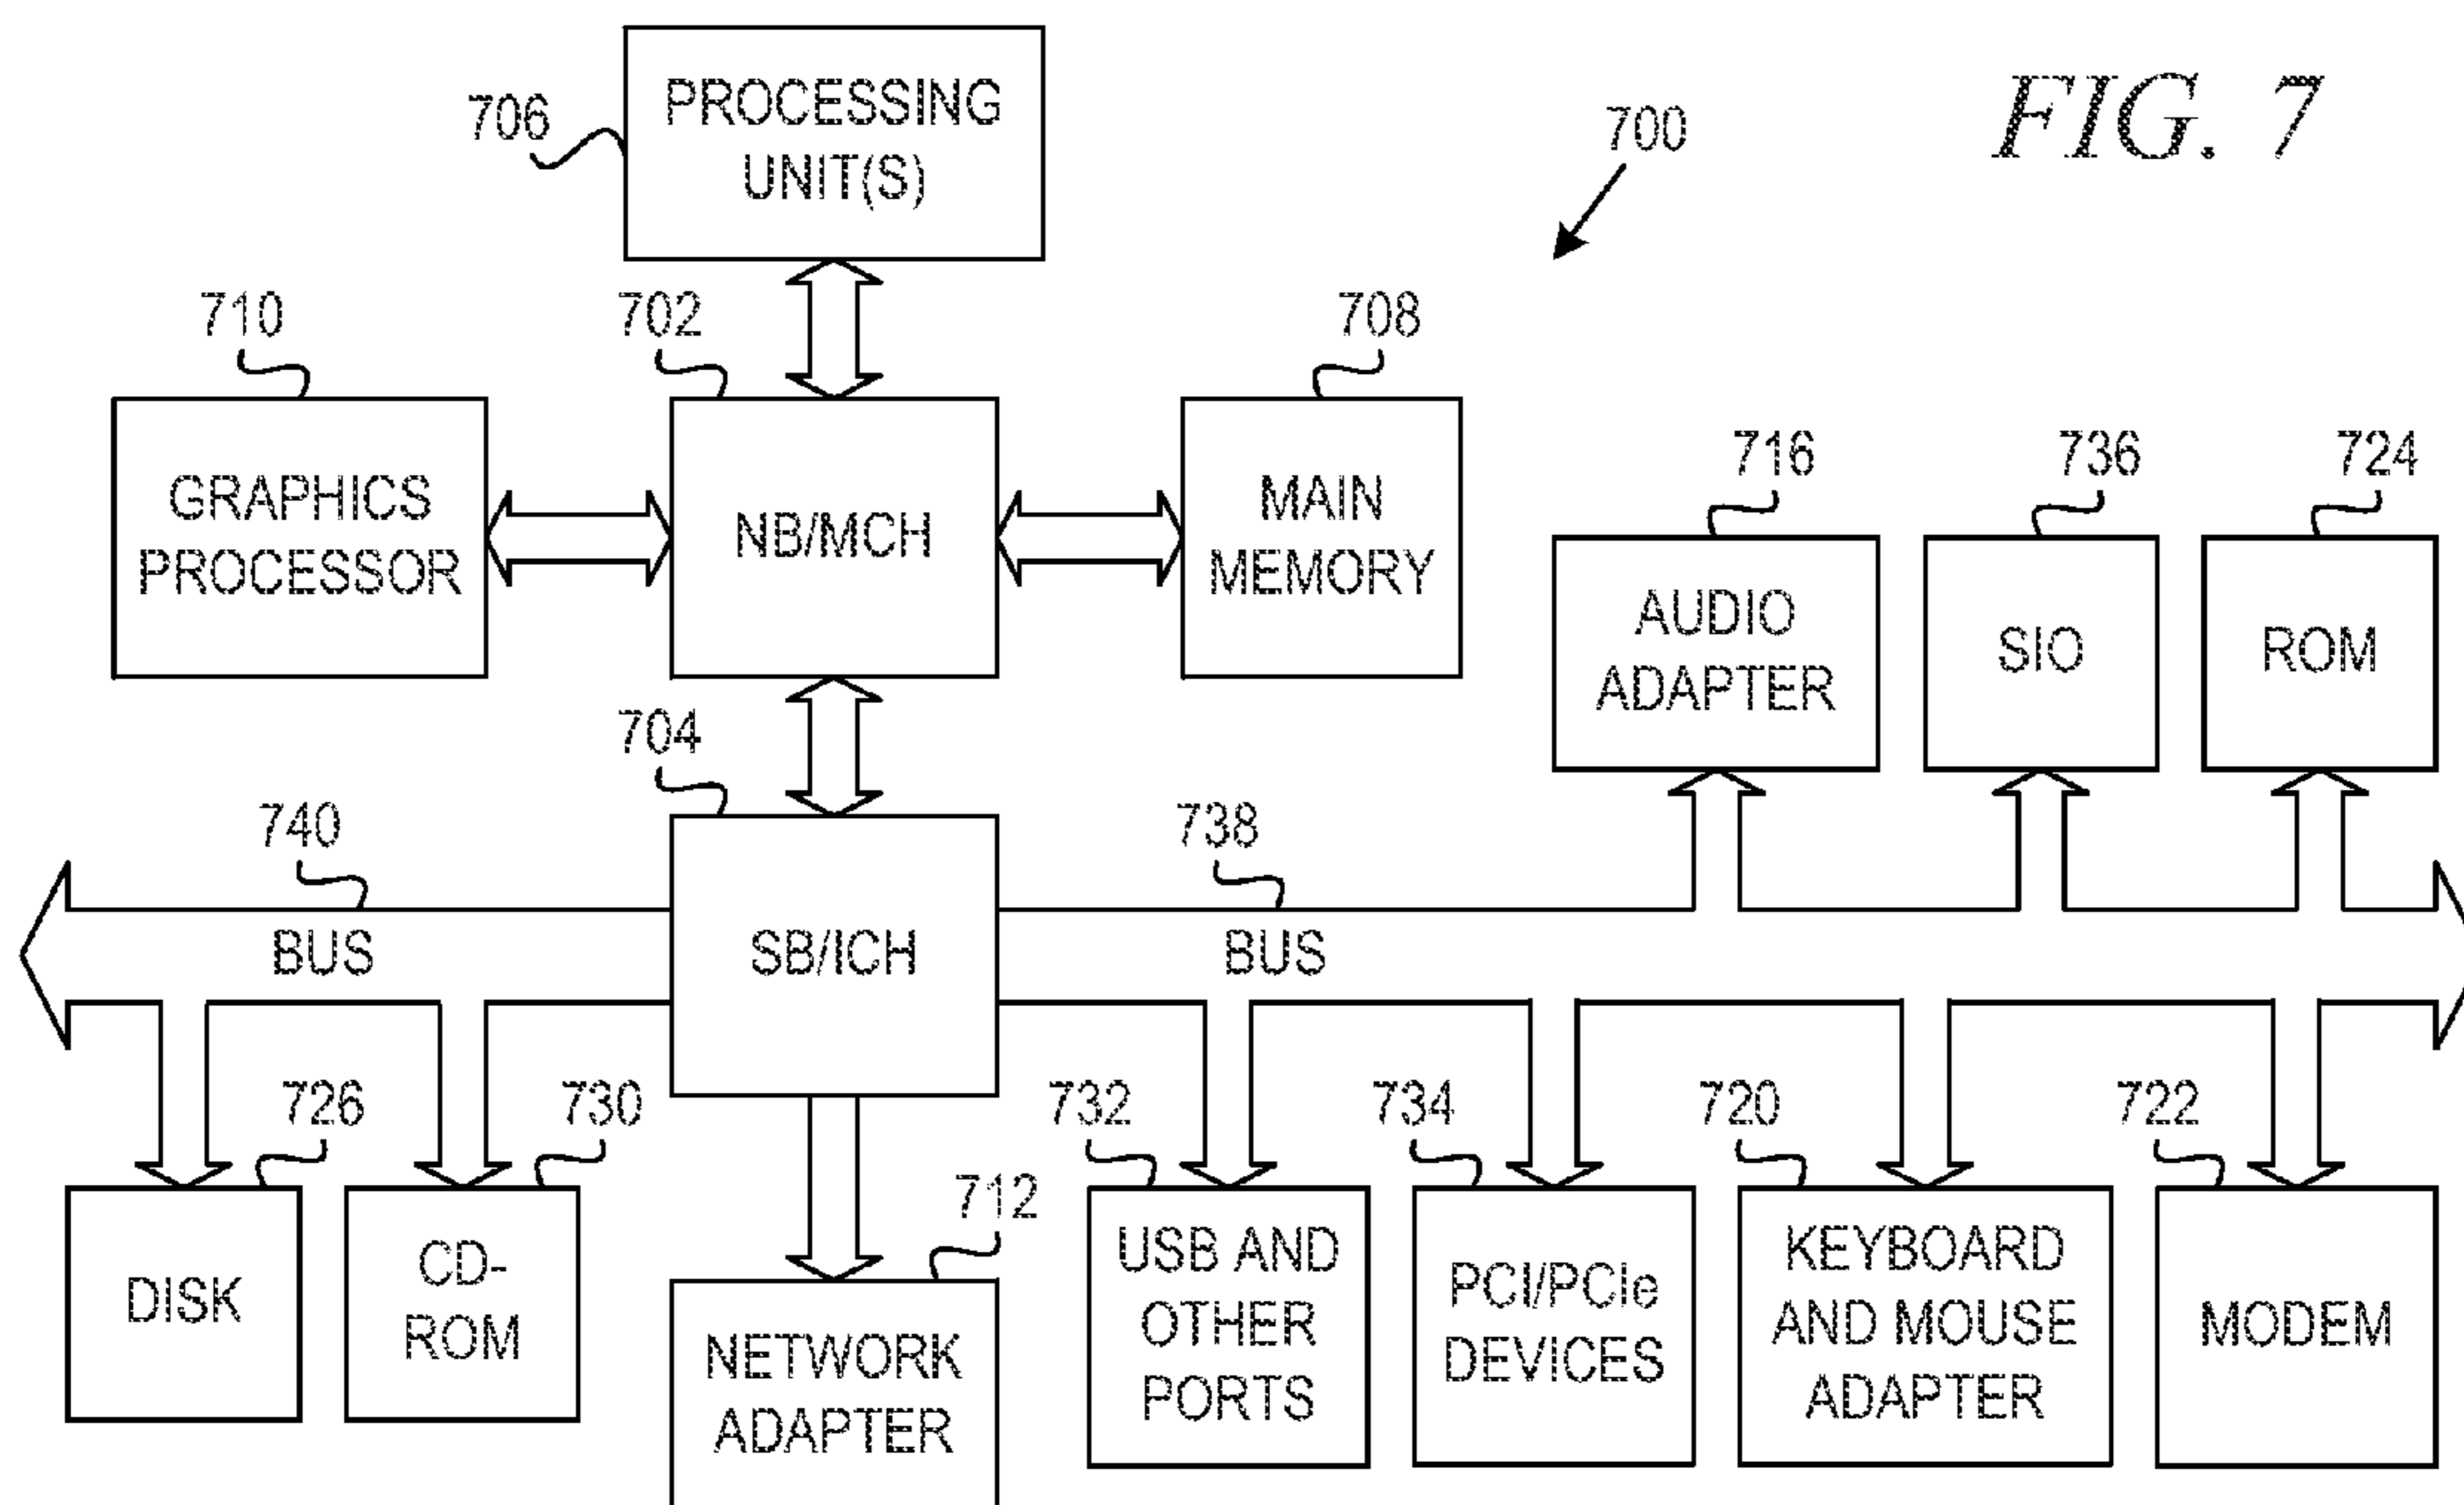 FIG. 7
700
706
PROCESSING
UNIT(S)
710
702
708
GRAPHICS
PROCESSOR
NB/MCH
MAIN
MEMORY
716
736
724
AUDIO
ADAPTER
SIO
ROM
704
740
738
BUS
SB/ICH
BUS
726
730
712
732
734
720
722
DISK
CD-
ROM
NETWORK
ADAPTER
USB AND
OTHER
PORTS
PCI/PCIe
DEVICES
KEYBOARD
AND MOUSE
ADAPTER
MODEM